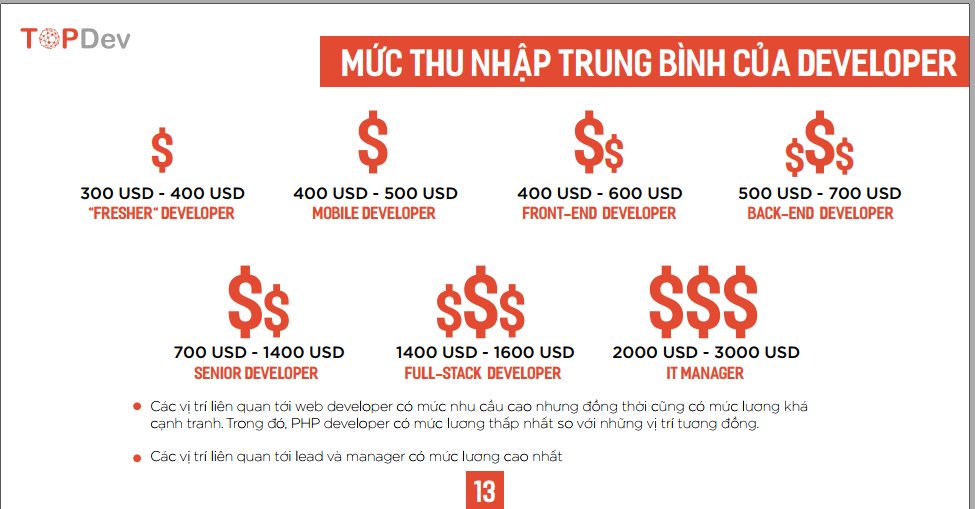 TOPDev
MỨC THU NHẬP TRUNG BÌNH CỦA DEVELOPER
$ $ $$ $$$
300 USD - 400 USD 400 USD - 500 USD 400 USD - 600 USD 500 USD - 700 USD
"FRESHER" DEVELOPER MOBILE DEVELOPER FRONT-END DEVELOPER BACK-END DEVELOPER
$$ $$$ $$$
700 USD - 1400 USD 1400 USD - 1600 USD 2000 USD - 3000 USD
SENIOR DEVELOPER FULL-STACK DEVELOPER IT MANAGER
Các vị trí liên quan tới web developer có mức nhu cầu cao nhưng đồng thời cũng có mức lương khá
cạnh tranh. Trong đó, PHP developer có mức lương thấp nhất so với những vị trí tương đồng.
Các vị trí liên quan tới lead và manager có mức lương cao nhất
13